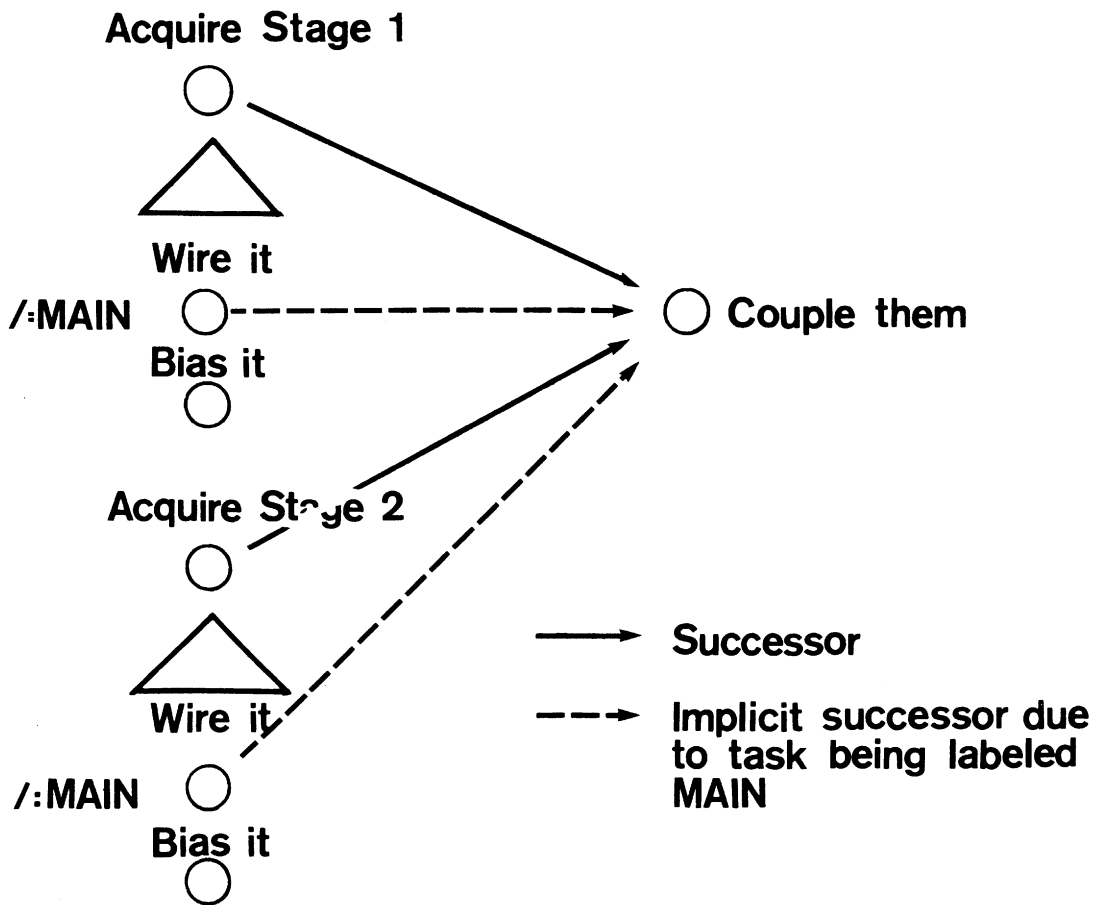 Acquire Stage 1
Wire it
/:MAIN
Couple them
Bias it
Acquire Stage 2
Successor
Wire it
Implicit successor due
to task being labeled
MAIN
/:MAIN
Bias it